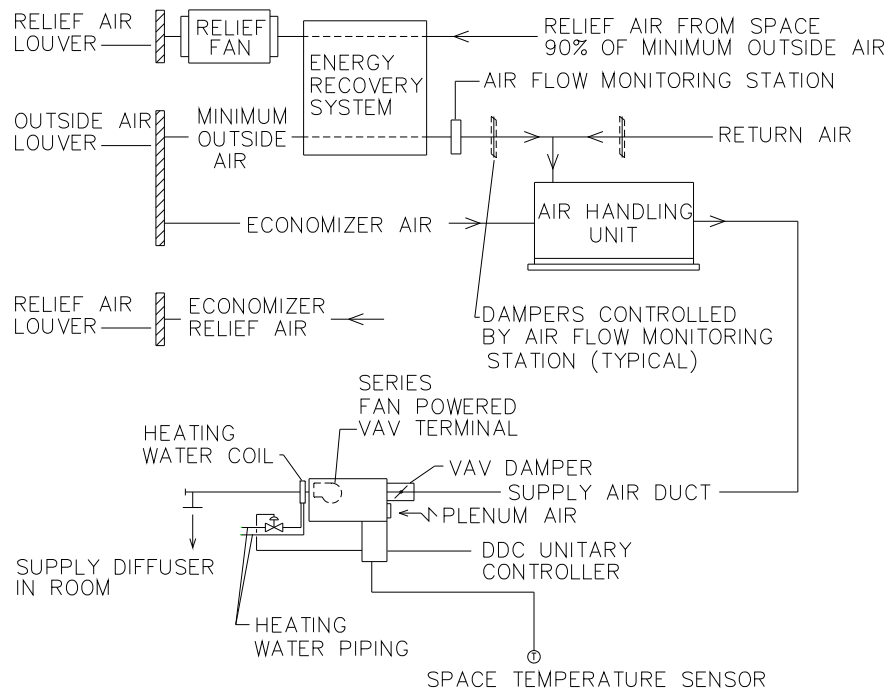 RELIEF AIR
LOUVER
RELIEF
FAN
ENERGY
RECOVERY
SYSTEM
RELIEF AIR FROM SPACE
90% OF MINIMUM OUTSIDE AIR
AIR FLOW MONITORING STATION
OUTSIDE AIR
LOUVER
MINIMUM
OUTSIDE
AIR
RETURN AIR
ECONOMIZER AIR
AIR HANDLING
UNIT
RELIEF AIR
LOUVER
ECONOMIZER
RELIEF AIR
DAMPERS CONTROLLED
BY AIR FLOW MONITORING
STATION (TYPICAL)
SERIES
FAN POWERED
VAV TERMINAL
HEATING
WATER COIL
VAV DAMPER
SUPPLY AIR DUCT
PLENUM AIR
SUPPLY DIFFUSER
IN ROOM
DDC UNITARY
CONTROLLER
HEATING
WATER PIPING
T
SPACE TEMPERATURE SENSOR